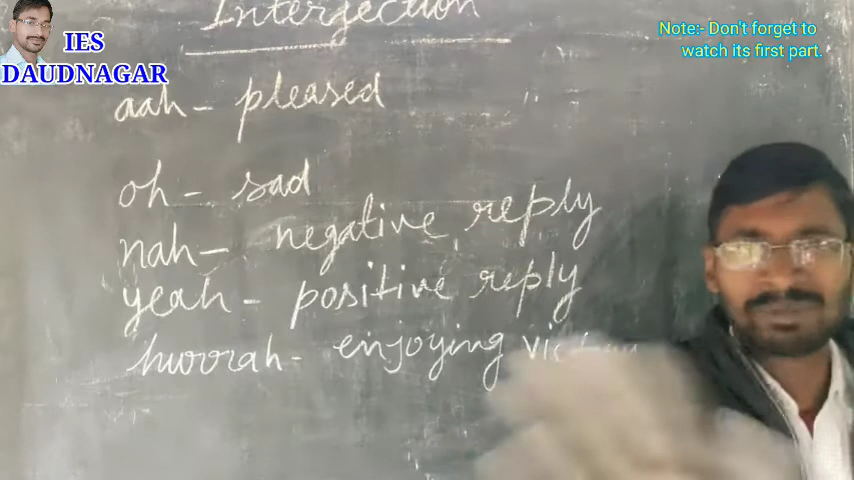 Interjection
IES
DAUDNAGAR
Note:- Don't forget to
watch its first part.
aah - pleased
oh - sad
nah - negative reply
yeah - positive reply
hurrah - enjoying